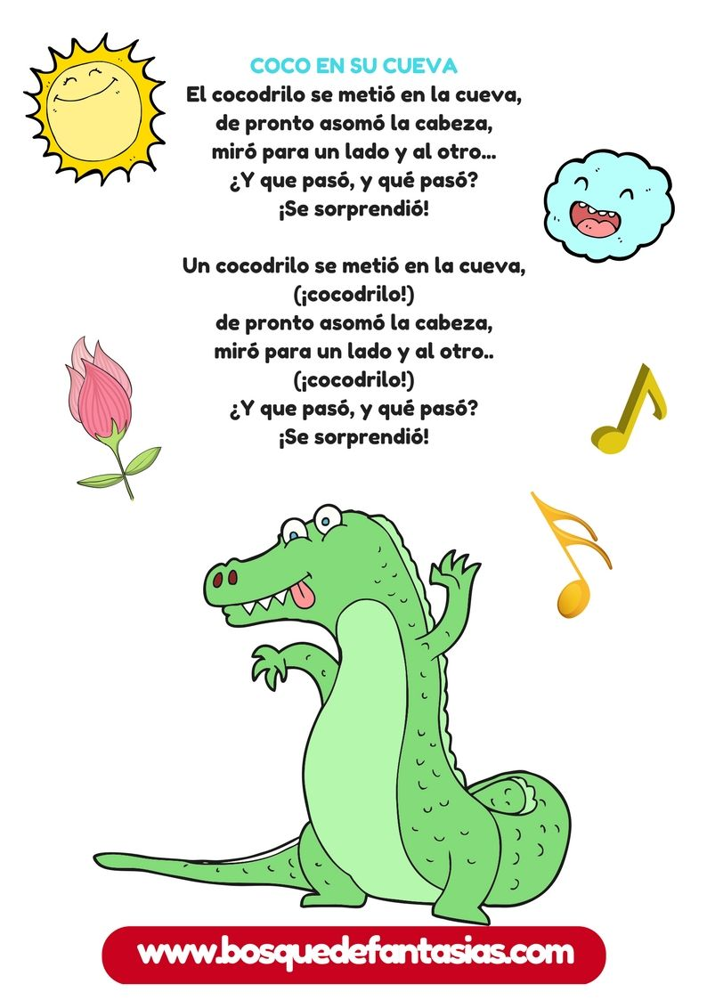 COCO EN SU CUEVA
El cocodrilo se metió en la cueva,
de pronto asomó la cabeza,
miró para un lado y al otro...
¿Y que pasó, y qué pasó?
¡Se sorprendió!
Un cocodrilo se metió en la cueva,
(¡cocodrilo!)
de pronto asomó la cabeza,
miró para un lado y al otro..
(¡cocodrilo!)
¿Y que pasó, y qué pasó?
¡Se sorprendió!
www.bosquedefantasias.com